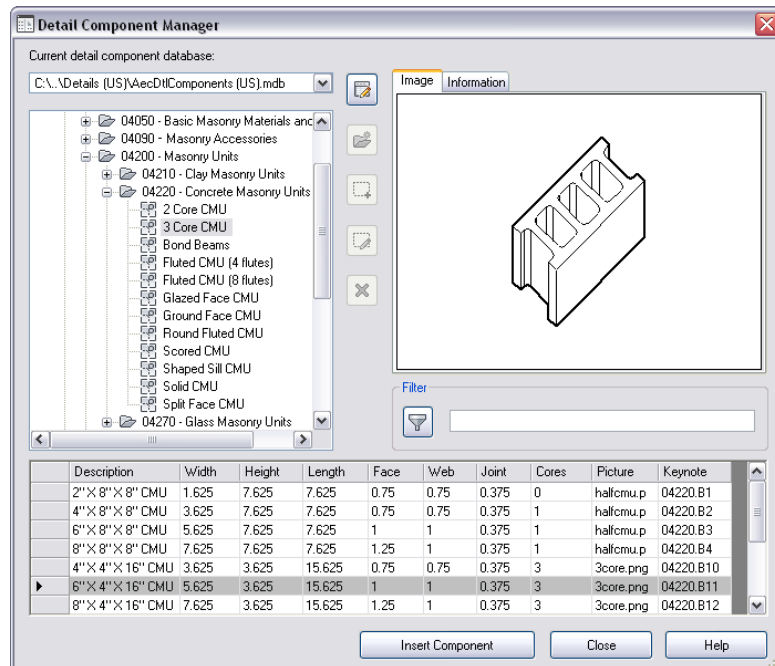 Detail Component Manager
Current detail component database:
C:\..\Details (US)\AecDtlComponents (US).mdb
04050 - Basic Masonry Materials and
04090 - Masonry Accessories
04200 - Masonry Units
04210 - Clay Masonry Units
04220 - Concrete Masonry Units
2 Core CMU
3 Core CMU
Bond Beams
Fluted CMU (4 flutes)
Fluted CMU (8 flutes)
Glazed Face CMU
Ground Face CMU
Round Fluted CMU
Scored CMU
Shaped Sill CMU
Solid CMU
Split Face CMU
04270 - Glass Masonry Units
Image Information
Filter
Description Width Height Length Face Web Joint Cores Picture Keynote
2" X 8" X 8" CMU 1.625 7.625 7.625 0.75 0.75 0.375 0 halfcmu.p 04220.B1
4" X 8" X 8" CMU 3.625 7.625 7.625 0.75 0.75 0.375 1 halfcmu.p 04220.B2
6" X 8" X 8" CMU 5.625 7.625 7.625 1 1 0.375 1 halfcmu.p 04220.B3
8" X 8" X 8" CMU 7.625 7.625 7.625 1.25 1 0.375 1 halfcmu.p 04220.B4
4" X 4" X 16" CMU 3.625 3.625 15.625 0.75 0.75 0.375 3 3core.png 04220.B10
6" X 4" X 16" CMU 5.625 3.625 15.625 1 1 0.375 3 3core.png 04220.B11
8" X 4" X 16" CMU 7.625 3.625 15.625 1.25 1 0.375 3 3core.png 04220.B12
Insert Component Close Help